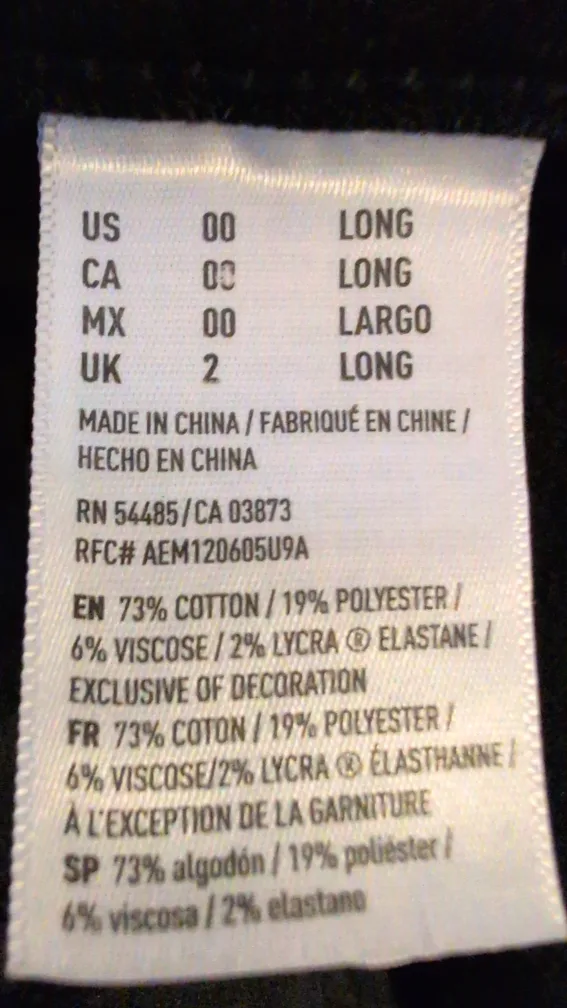 US 00 LONG
CA 00 LONG
MX 00 LARGO
UK 2 LONG
MADE IN CHINA / FABRIQUÉ EN CHINE /
HECHO EN CHINA
RN 54485/CA 03873
RFC# AEM120605U9A
EN 73% COTTON / 19% POLYESTER /
6% VISCOSE / 2% LYCRA ® ELASTANE /
EXCLUSIVE OF DECORATION
FR 73% COTON / 19% POLYESTER /
6% VISCOSE/2% LYCRA ® ÉLASTHANNE /
À L'EXCEPTION DE LA GARNITURE
SP 73% algodón / 19% poliéster /
6% viscosa / 2% elastano